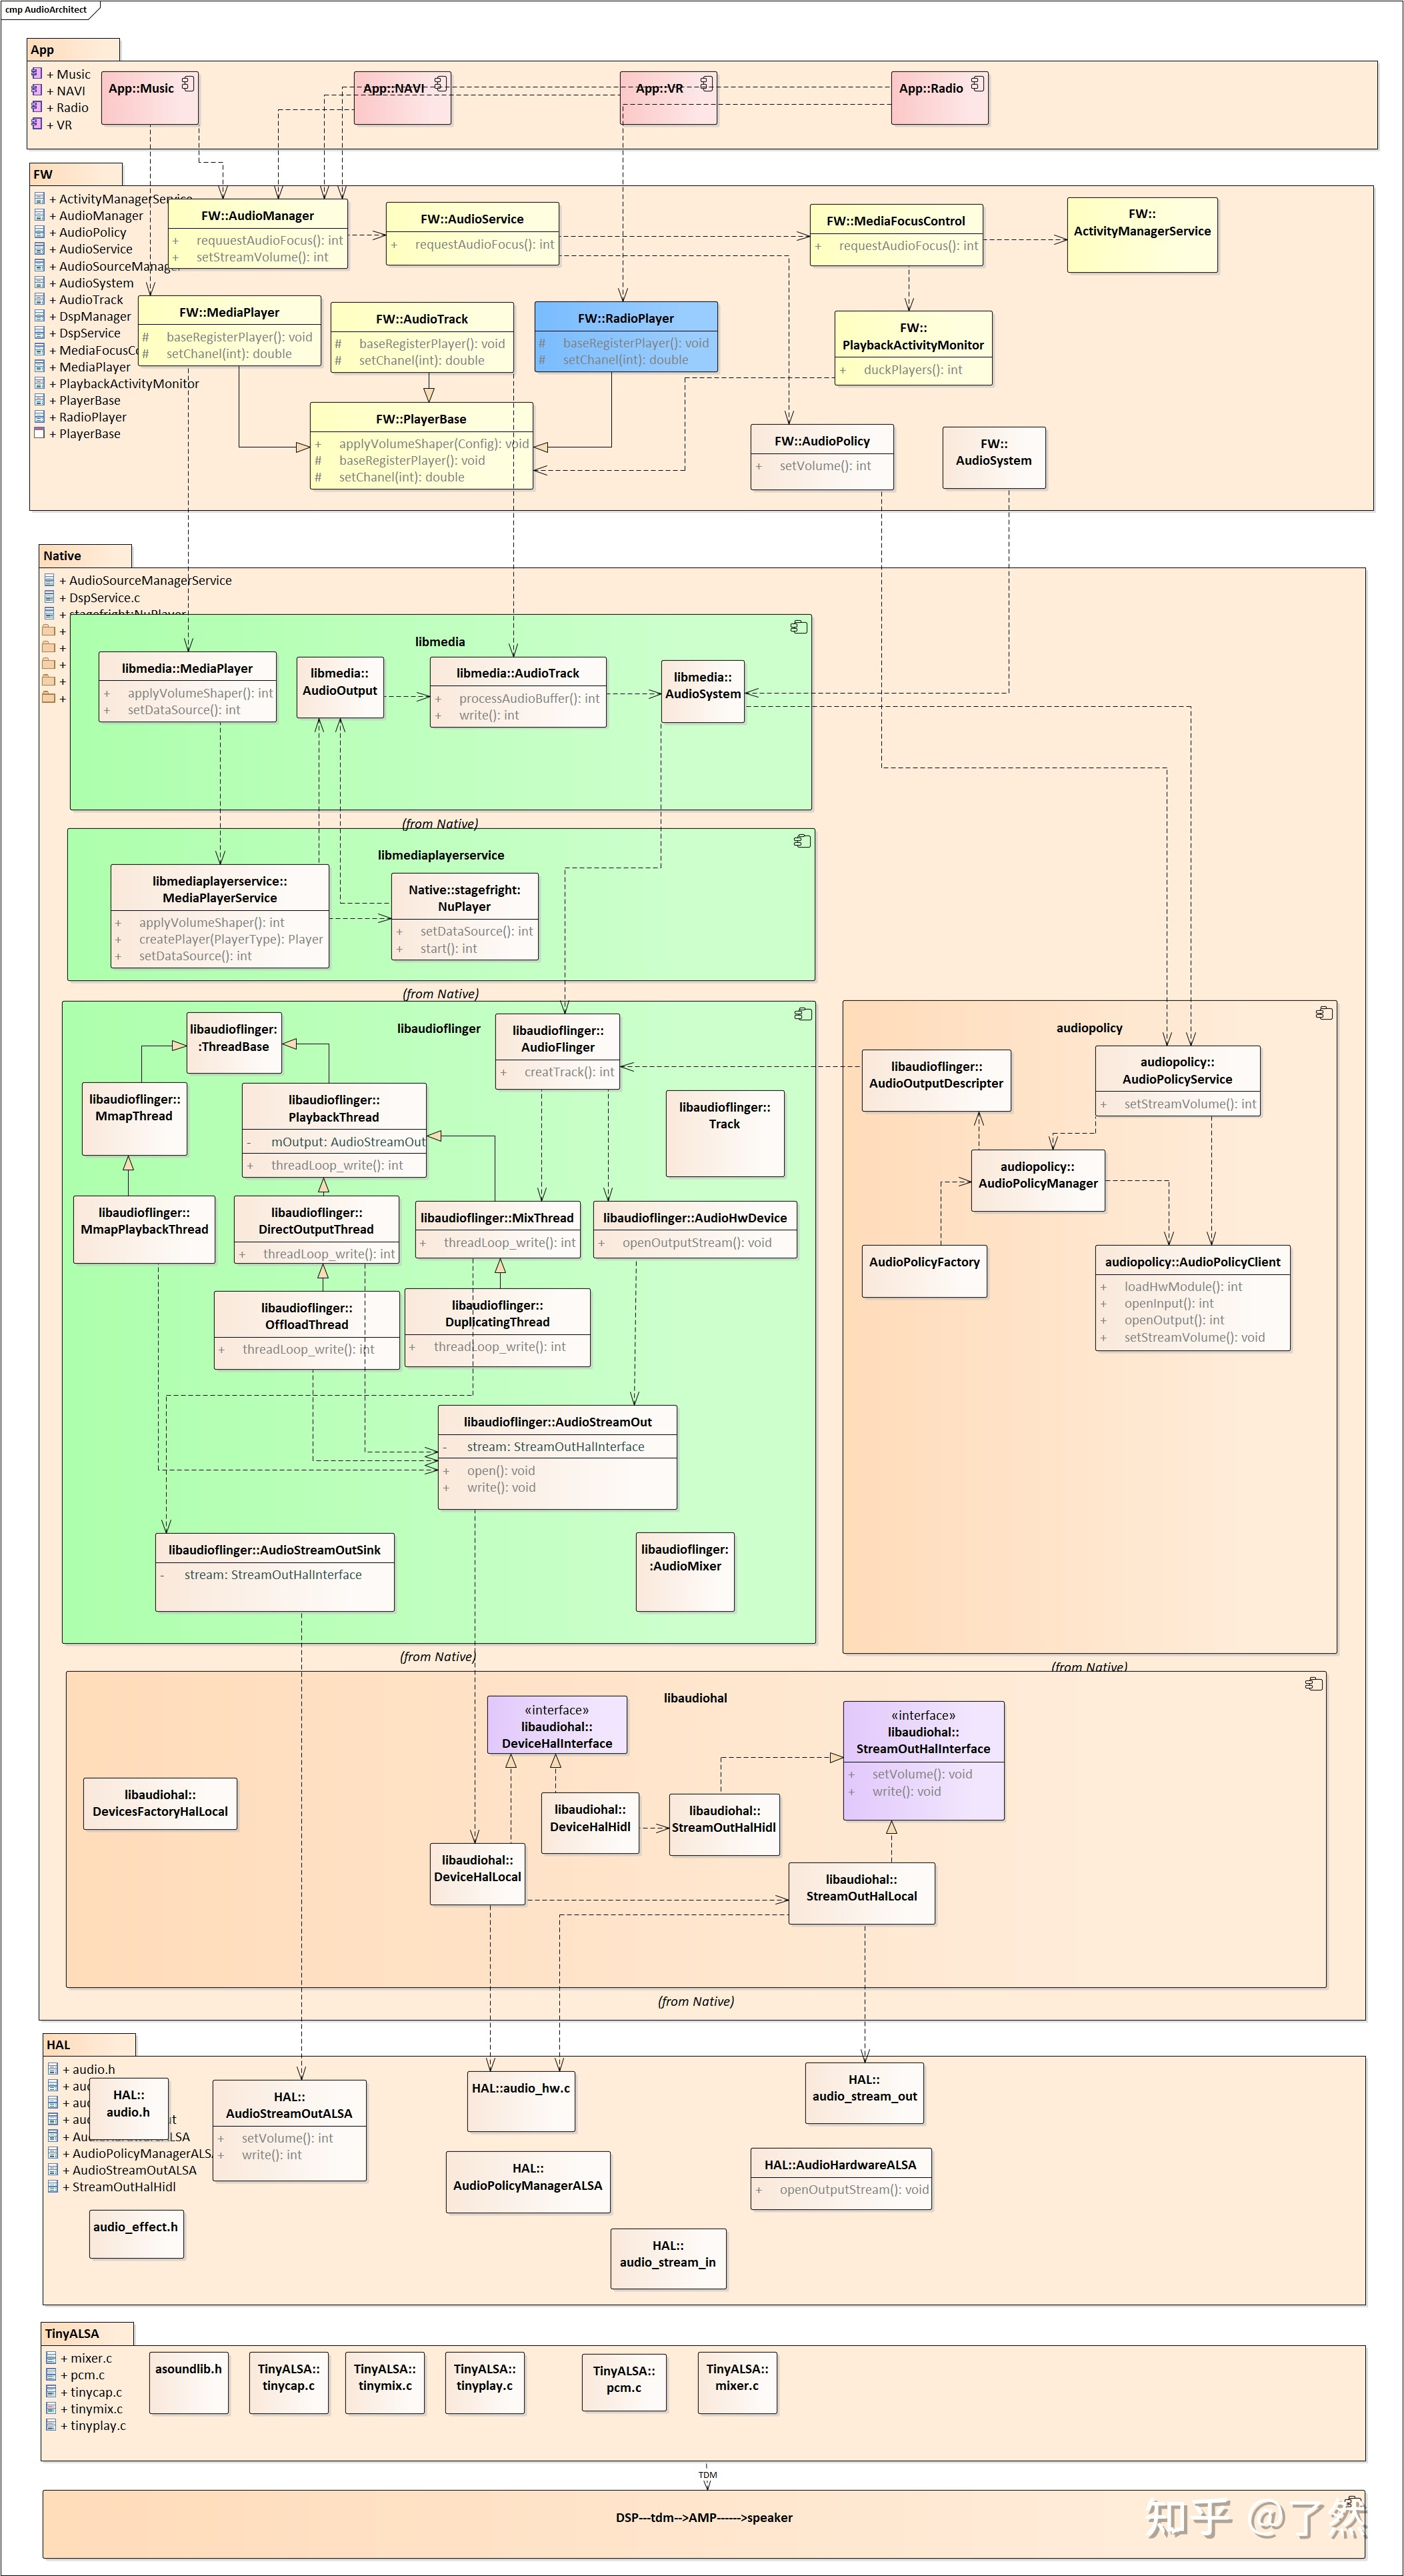 cmp AudioArchitect
App
+ Music
+ NAVI
+ Radio
+ VR
App::Music
App::NAVI
App::VR
App::Radio
FW
+ ActivityManagerService
+ AudioManager
+ AudioPolicy
+ AudioService
+ AudioSourceManager
+ AudioSystem
+ AudioTrack
+ DspManager
+ DspService
+ MediaFocusCo
+ MediaPlayer
+ PlaybackActivityMonitor
+ PlayerBase
+ RadioPlayer
+ PlayerBase
FW::AudioManager
+ requuestAudioFocus(): int
+ setStreamVolume(): int
FW::AudioService
+ requestAudioFocus(): int
FW::MediaFocusControl
+ requestAudioFocus(): int
FW::
ActivityManagerService
FW::MediaPlayer
# baseRegisterPlayer(): void
# setChanel(int): double
FW::AudioTrack
# baseRegisterPlayer(): void
# setChanel(int): double
FW::RadioPlayer
# baseRegisterPlayer(): void
# setChanel(int): double
FW::
PlaybackActivityMonitor
+ duckPlayers(): int
FW::PlayerBase
+ applyVolumeShaper(Config): void
# baseRegisterPlayer(): void
# setChanel(int): double
FW::AudioPolicy
+ setVolume(): int
FW::
AudioSystem
Native
+ AudioSourceManagerService
+ DspService.c
+ stagefright:NuPlayer
+
+
+
+
+
libmedia
libmedia::MediaPlayer
+ applyVolumeShaper(): int
+ setDataSource(): int
libmedia::
AudioOutput
libmedia::AudioTrack
+ processAudioBuffer(): int
+ write(): int
libmedia::
AudioSystem
(from Native)
libmediaplayerservice
libmediaplayerservice::
MediaPlayerService
+ applyVolumeShaper(): int
+ createPlayer(PlayerType): Player
+ setDataSource(): int
Native::stagefright:
NuPlayer
+ setDataSource(): int
+ start(): int
(from Native)
libaudioflinger
libaudioflinger:
:ThreadBase
libaudioflinger::
AudioFlinger
+ creatTrack(): int
libaudioflinger::
MmapThread
libaudioflinger::
PlaybackThread
- mOutput: AudioStreamOut
+ threadLoop_write(): int
libaudioflinger::
Track
libaudioflinger::
MmapPlaybackThread
libaudioflinger::
DirectOutputThread
+ threadLoop_write(): int
libaudioflinger::MixThread
+ threadLoop_write(): int
libaudioflinger::AudioHwDevice
+ openOutputStream(): void
libaudioflinger::
OffloadThread
+ threadLoop_write(): int
libaudioflinger::
DuplicatingThread
+ threadLoop_write(): int
libaudioflinger::AudioStreamOut
- stream: StreamOutHalInterface
+ open(): void
+ write(): void
libaudioflinger::AudioStreamOutSink
- stream: StreamOutHalInterface
libaudioflinger:
:AudioMixer
(from Native)
audiopolicy
libaudioflinger::
AudioOutputDescripter
audiopolicy::
AudioPolicyService
+ setStreamVolume(): int
audiopolicy::
AudioPolicyManager
AudioPolicyFactory
audiopolicy::AudioPolicyClient
+ loadHwModule(): int
+ openInput(): int
+ openOutput(): int
+ setStreamVolume(): void
(from Native)
libaudiohal
«interface»
libaudiohal::
DeviceHalInterface
«interface»
libaudiohal::
StreamOutHalInterface
+ setVolume(): void
+ write(): void
libaudiohal::
DevicesFactoryHalLocal
libaudiohal::
DeviceHalHidl
libaudiohal::
StreamOutHalHidl
libaudiohal::
DeviceHalLocal
libaudiohal::
StreamOutHalLocal
(from Native)
HAL
+ audio.h
+ AudioPolicyManagerALSA
+ AudioStreamOutALSA
+ StreamOutHalHidl
HAL::
audio.h
HAL::
AudioStreamOutALSA
+ setVolume(): int
+ write(): int
HAL::audio_hw.c
HAL::
audio_stream_out
HAL::
AudioPolicyManagerALSA
HAL::AudioHardwareALSA
+ openOutputStream(): void
audio_effect.h
HAL::
audio_stream_in
TinyALSA
+ mixer.c
+ pcm.c
+ tinycap.c
+ tinymix.c
+ tinyplay.c
asoundlib.h
TinyALSA::
tinycap.c
TinyALSA::
tinymix.c
TinyALSA::
tinyplay.c
TinyALSA::
pcm.c
TinyALSA::
mixer.c
TDM
DSP---tdm-->AMP------>speaker
知乎 @了然